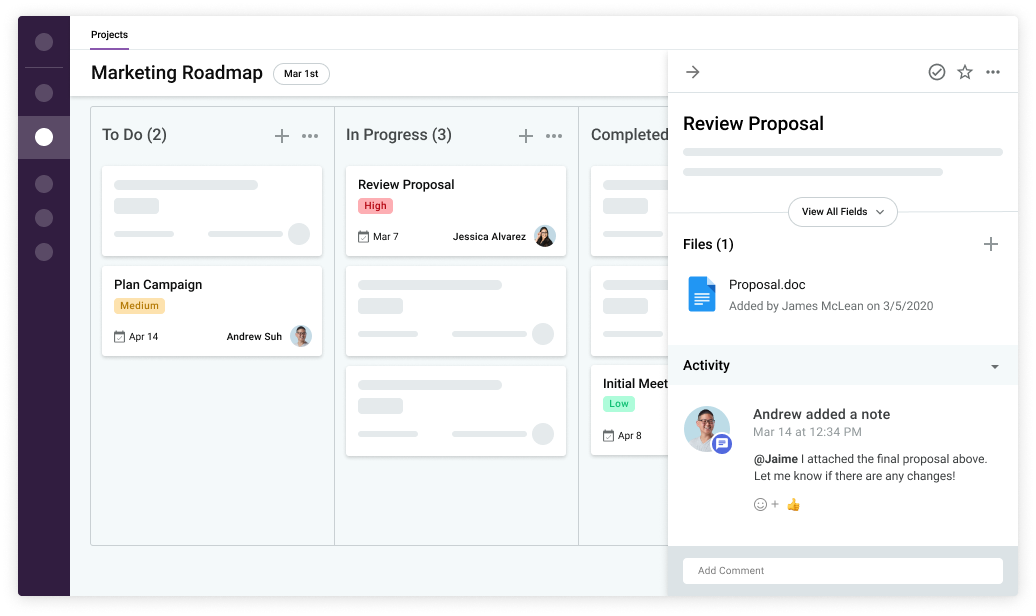 Projects
Marketing Roadmap
Mar 1st
To Do (2)
Plan Campaign
Medium
Apr 14
Andrew Suh
In Progress (3)
Review Proposal
High
Mar 7
Jessica Alvarez
Completed
Initial Meet
Low
Apr 8
Review Proposal
View All Fields
Files (1)
Proposal.doc
Added by James McLean on 3/5/2020
Activity
Andrew added a note
Mar 14 at 12:34 PM
@Jaime I attached the final proposal above.
Let me know if there are any changes!
Add Comment